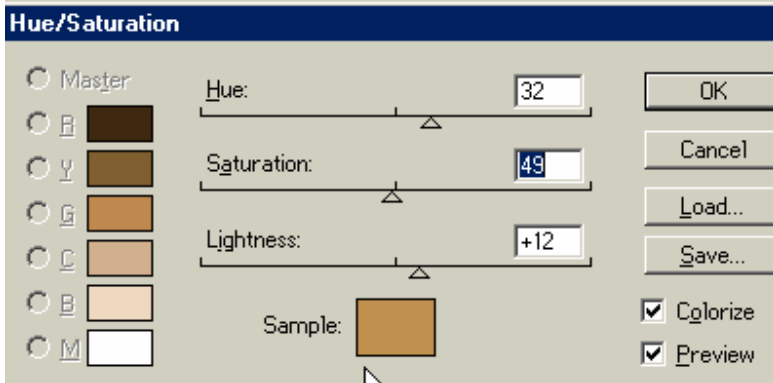 Hue/Saturation
Master
R
Y
G
C
B
M
Hue: 32
Saturation: 49
Lightness: +12
Sample:
OK
Cancel
Load...
Save...
Colorize
Preview